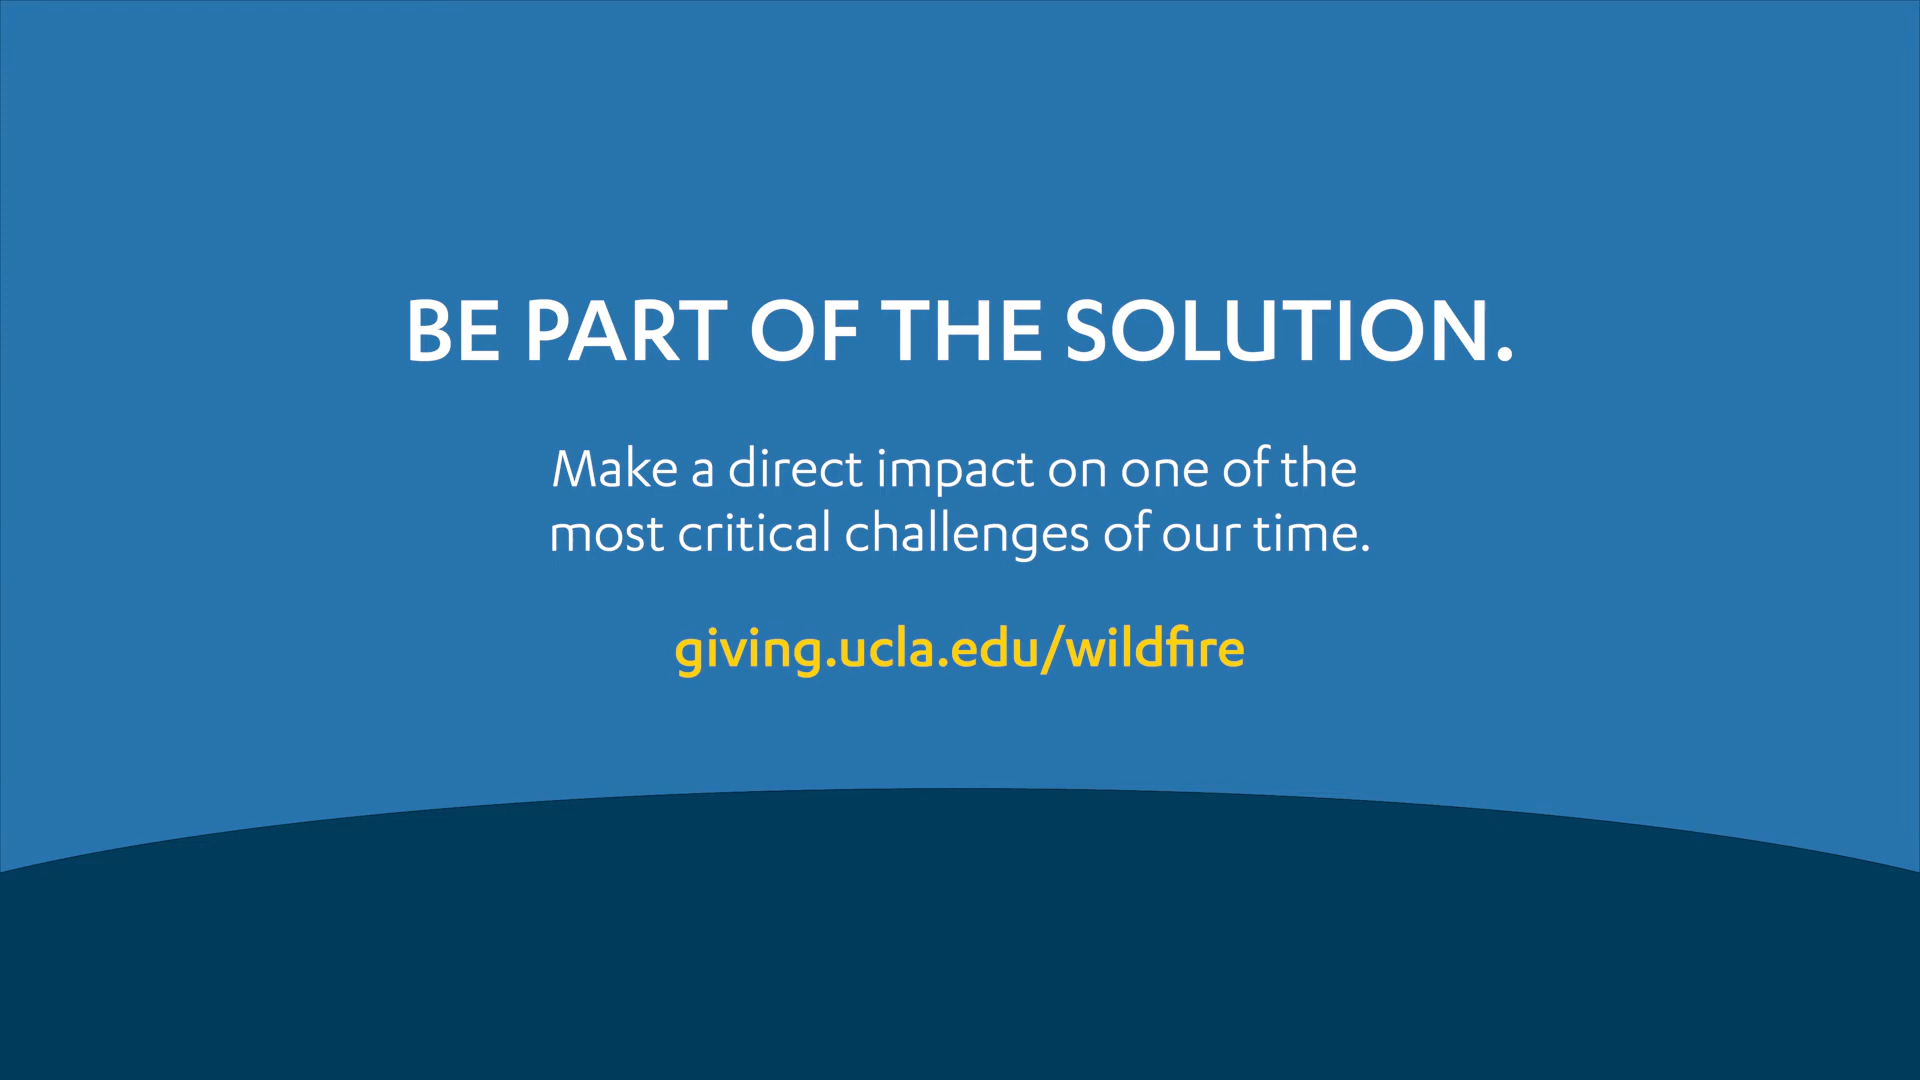 BE PART OF THE SOLUTION.
Make a direct impact on one of the
most critical challenges of our time.
giving.ucla.edu/wildfire